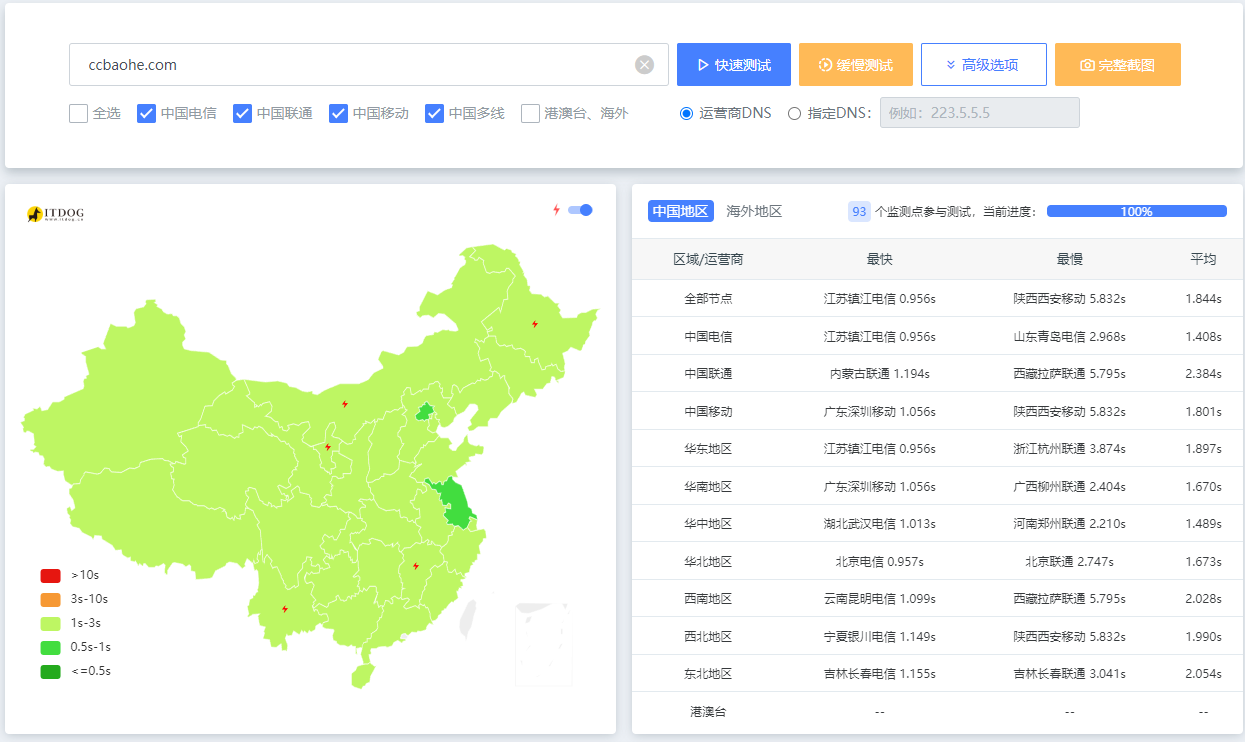 ccbaohe.com 快速测试 缓慢测试 高级选项 完整截图
全选 中国电信 中国联通 中国移动 中国多线 港澳台、海外 运营商DNS 指定DNS： 例如：223.5.5.5
ITDOG
www.itdog.cn
>10s
3s-10s
1s-3s
0.5s-1s
<=0.5s
中国地区 海外地区 93 个监测点参与测试，当前进度： 100%
区域/运营商 最快 最慢 平均
全部节点 江苏镇江电信 0.956s 陕西西安移动 5.832s 1.844s
中国电信 江苏镇江电信 0.956s 山东青岛电信 2.968s 1.408s
中国联通 内蒙古联通 1.194s 西藏拉萨联通 5.795s 2.384s
中国移动 广东深圳移动 1.056s 陕西西安移动 5.832s 1.801s
华东地区 江苏镇江电信 0.956s 浙江杭州联通 3.874s 1.897s
华南地区 广东深圳移动 1.056s 广西柳州联通 2.404s 1.670s
华中地区 湖北武汉电信 1.013s 河南郑州联通 2.210s 1.489s
华北地区 北京电信 0.957s 北京联通 2.747s 1.673s
西南地区 云南昆明电信 1.099s 西藏拉萨联通 5.795s 2.028s
西北地区 宁夏银川电信 1.149s 陕西西安移动 5.832s 1.990s
东北地区 吉林长春电信 1.155s 吉林长春联通 3.041s 2.054s
港澳台 -- -- --